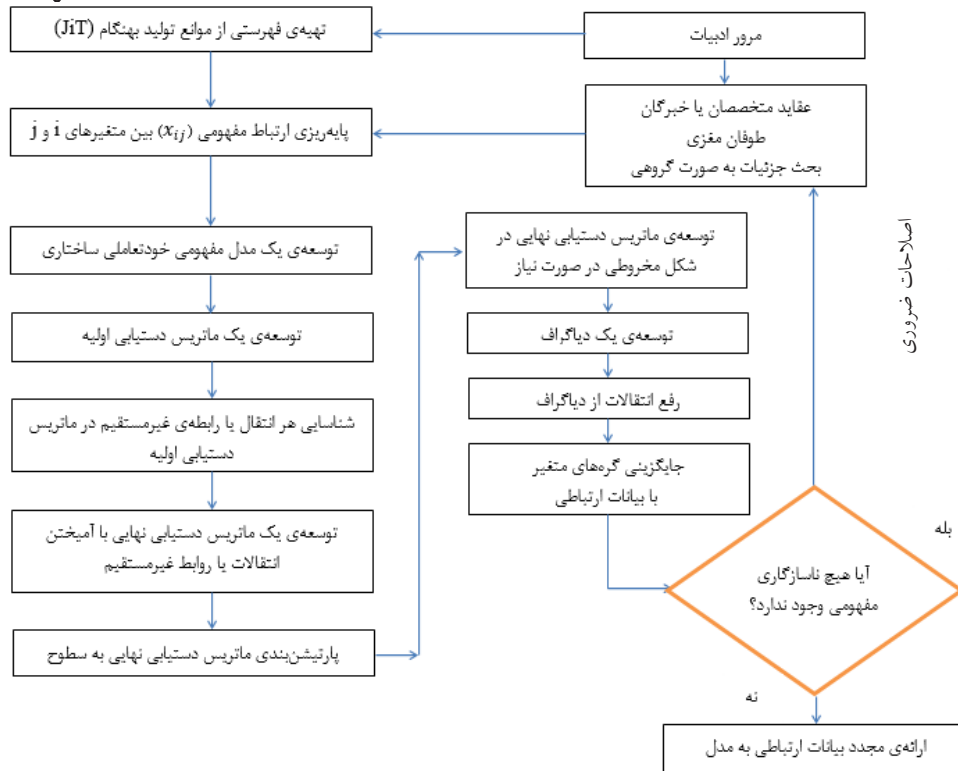 مرور ادبیات
تهیه‌ی فهرستی از موانع تولید بهنگام (JiT)
عقاید متخصصان یا خبرگان
طوفان مغزی
بحث جزئیات به صورت گروهی
پایه‌ریزی ارتباط مفهومی (x_{ij}) بین متغیرهای i و j
توسعه‌ی یک مدل مفهومی خودتعاملی ساختاری
توسعه‌ی یک ماتریس دستیابی اولیه
شناسایی هر انتقال یا رابطه‌ی غیرمستقیم در ماتریس
دستیابی اولیه
توسعه‌ی یک ماتریس دستیابی نهایی با آمیختن
انتقالات یا روابط غیرمستقیم
پارتیشن‌بندی ماتریس دستیابی نهایی به سطوح
توسعه‌ی ماتریس دستیابی نهایی در
شکل مخروطی در صورت نیاز
توسعه‌ی یک دیاگراف
رفع انتقالات از دیاگراف
جایگزینی گره‌های متغیر
با بیانات ارتباطی
آیا هیچ ناسازگاری
مفهومی وجود ندارد؟
بله
اصلاحات ضروری
نه
ارائه‌ی مجدد بیانات ارتباطی به مدل